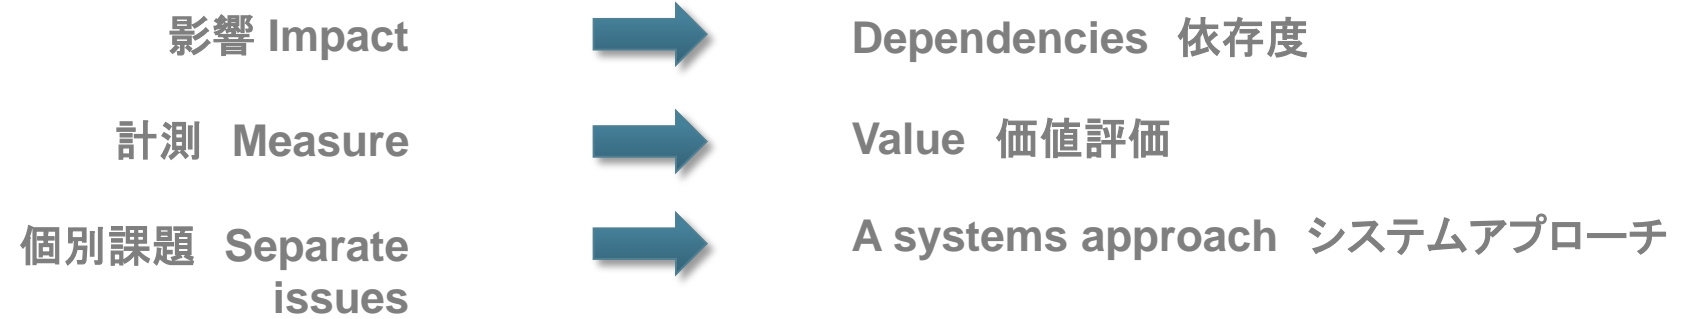 影響 Impact
Dependencies 依存度
計測 Measure
Value 価値評価
個別課題 Separate
issues
A systems approach システムアプローチ